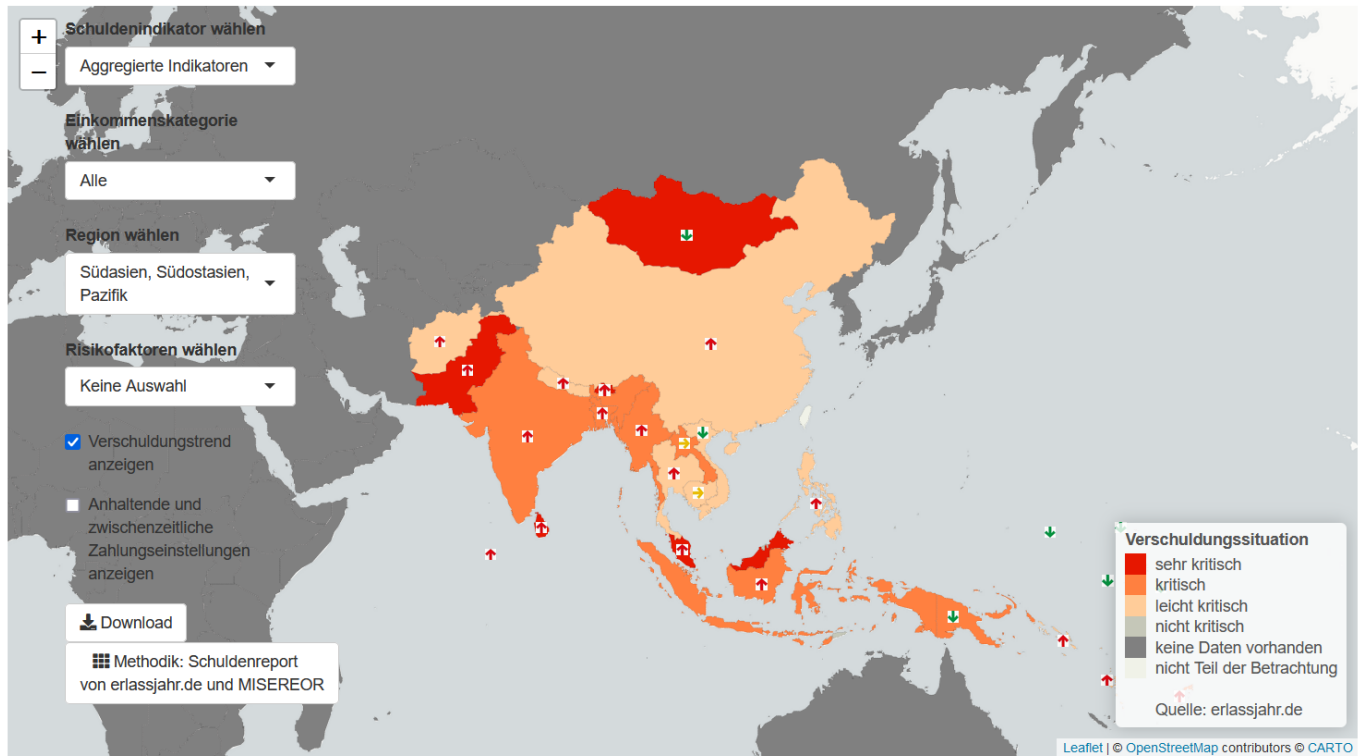 +
−
Schuldenindikator wählen
Aggregierte Indikatoren
Einkommenskategorie
wählen
Alle
Region wählen
Südasien, Südostasien,
Pazifik
Risikofaktoren wählen
Keine Auswahl
Verschuldungstrend
anzeigen
Anhaltende und
zwischenzeitliche
Zahlungseinstellungen
anzeigen
Download
Methodik: Schuldenreport
von erlassjahr.de und MISEREOR
Verschuldungssituation
sehr kritisch
kritisch
leicht kritisch
nicht kritisch
keine Daten vorhanden
nicht Teil der Betrachtung
Quelle: erlassjahr.de
Leaflet | © OpenStreetMap contributors © CARTO